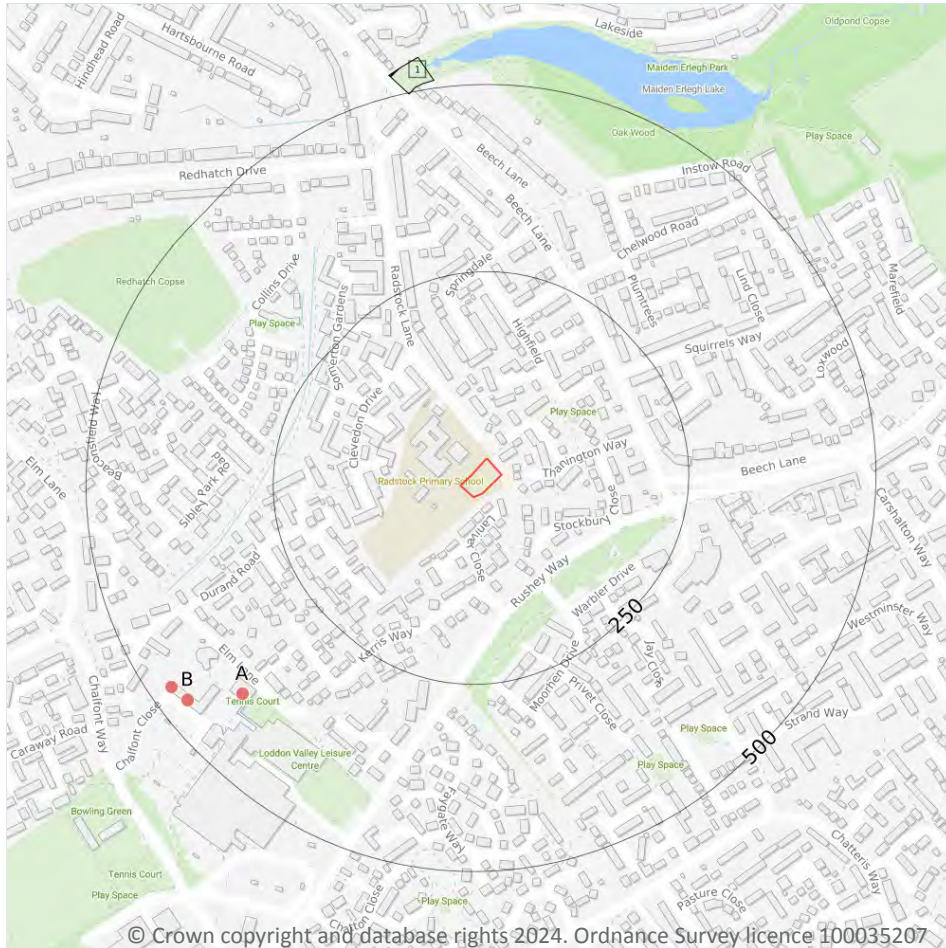 Lakeside
Oldpond Copse
Hartsbourne Road
Hindhead Road
1
Maiden Erlegh Park
Maiden Erlegh Lake
Oak Wood
Play Space
Redhatch Drive
Beech Lane
Instow Road
Beech Lane
Chelwood Road
Springdale
Collins Drive
Radstock Lane
Redhatch Copse
Plumtrees
Lind Close
Marefield
Somerton Gardens
Play Space
Highfield
Squirrels Way
Loxwood
Clevedon Drive
Play Space
Beaconsfield Way
Elm Lane
Sibley Park Road
Thanington Way
Beech Lane
Radstock Primary School
Carshalton Way
Stockbury Close
Durand Road
Rushey Way
Warbler Drive
Westminster Way
250
Karris Way
Jay Close
B
A
Tennis Court
Moorhen Drive
Privet Close
Chalfont Way
Chalfont Close
Caraway Road
Strand Way
Play Space
Loddon Valley Leisure
Centre
500
Play Space
Bowling Green
Faygate Way
Chatteris Way
Tennis Court
Play Space
Play Space
Pasture Close
© Crown copyright and database rights 2024. Ordnance Survey licence 100035207